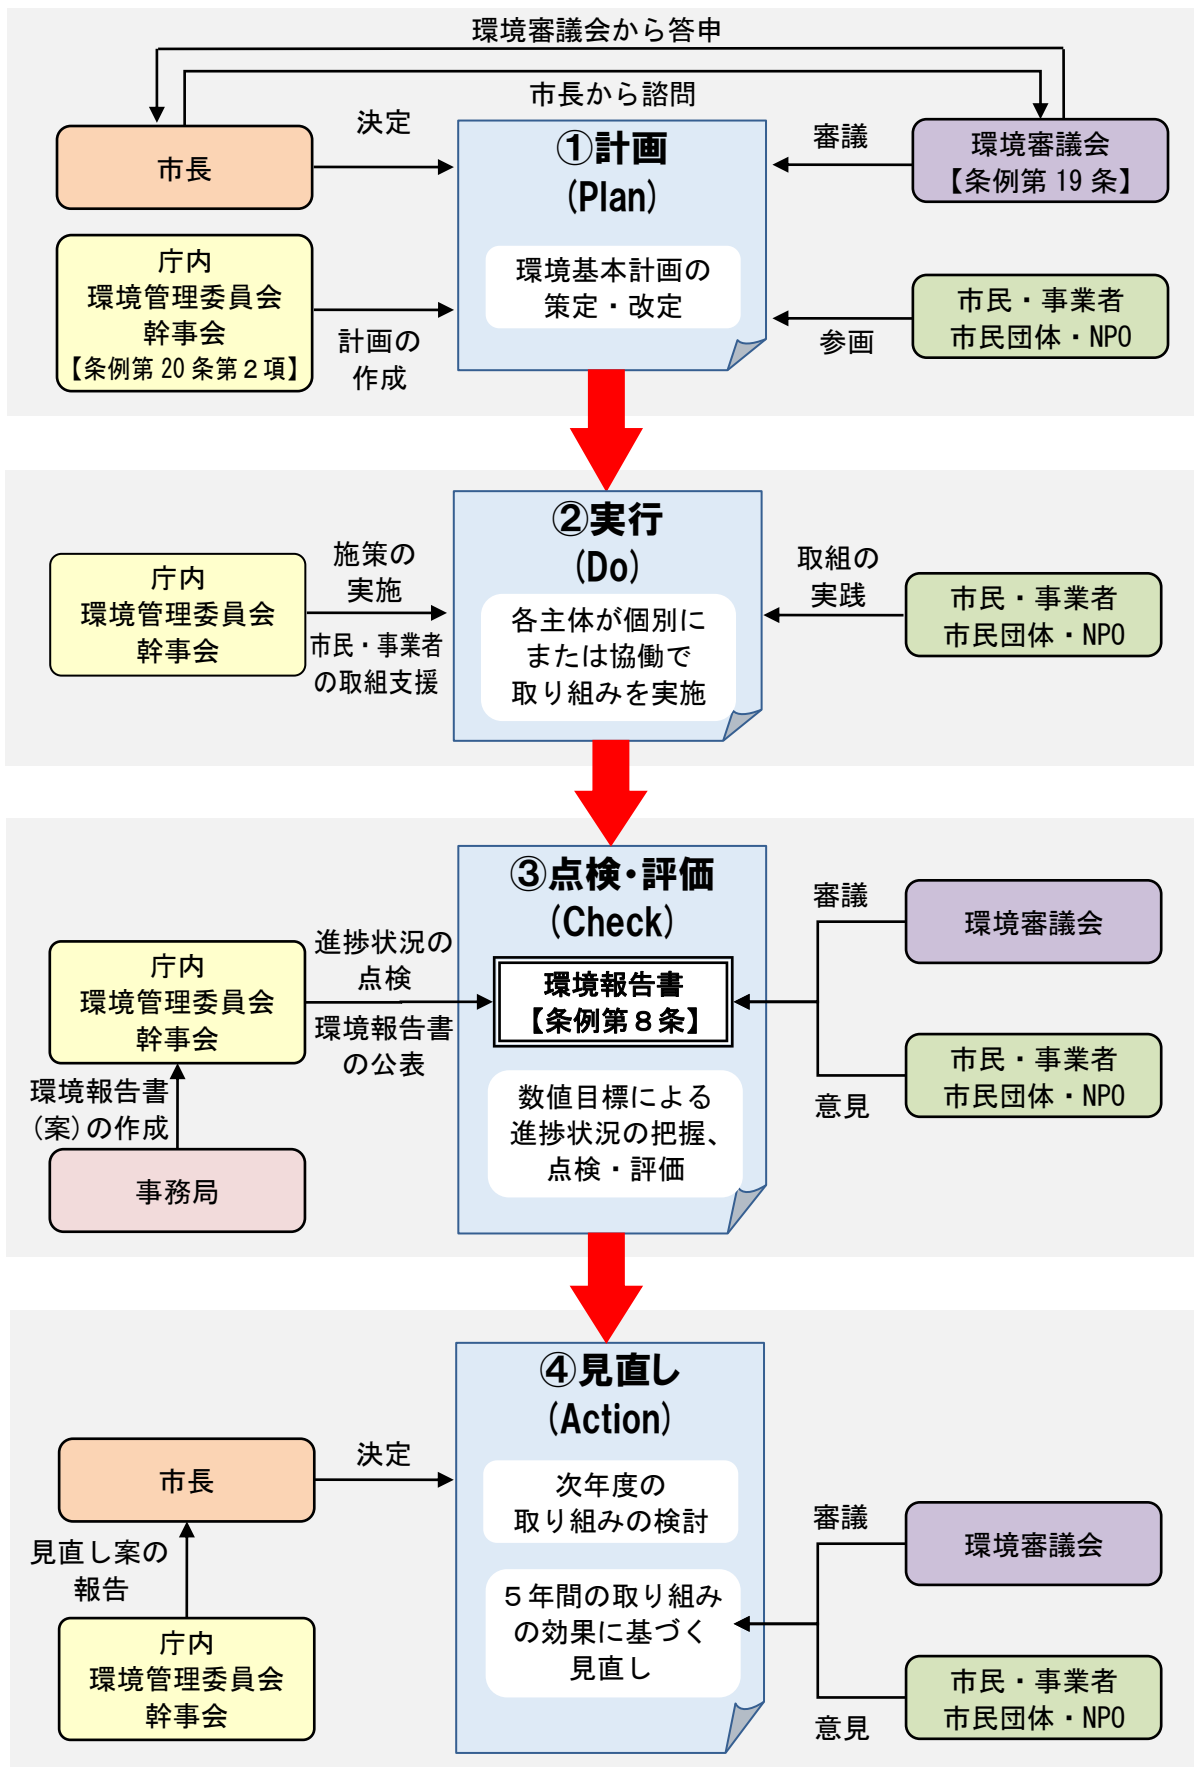 環境審議会から答申
市長から諮問
市長
決定
①計画
(Plan)
環境基本計画の
策定・改定
審議
環境審議会
【条例第 19 条】
庁内
環境管理委員会
幹事会
【条例第 20 条第２項】
計画の
作成
参画
市民・事業者
市民団体・NPO
②実行
(Do)
各主体が個別に
または協働で
取り組みを実施
庁内
環境管理委員会
幹事会
施策の
実施
市民・事業者
の取組支援
取組の
実践
市民・事業者
市民団体・NPO
③点検・評価
(Check)
環境報告書
【条例第８条】
数値目標による
進捗状況の把握、
点検・評価
庁内
環境管理委員会
幹事会
進捗状況の
点検
環境報告書
の公表
環境報告書
(案)の作成
事務局
審議
環境審議会
意見
市民・事業者
市民団体・NPO
④見直し
(Action)
次年度の
取り組みの検討
５年間の取り組み
の効果に基づく
見直し
市長
決定
見直し案の
報告
庁内
環境管理委員会
幹事会
審議
環境審議会
意見
市民・事業者
市民団体・NPO